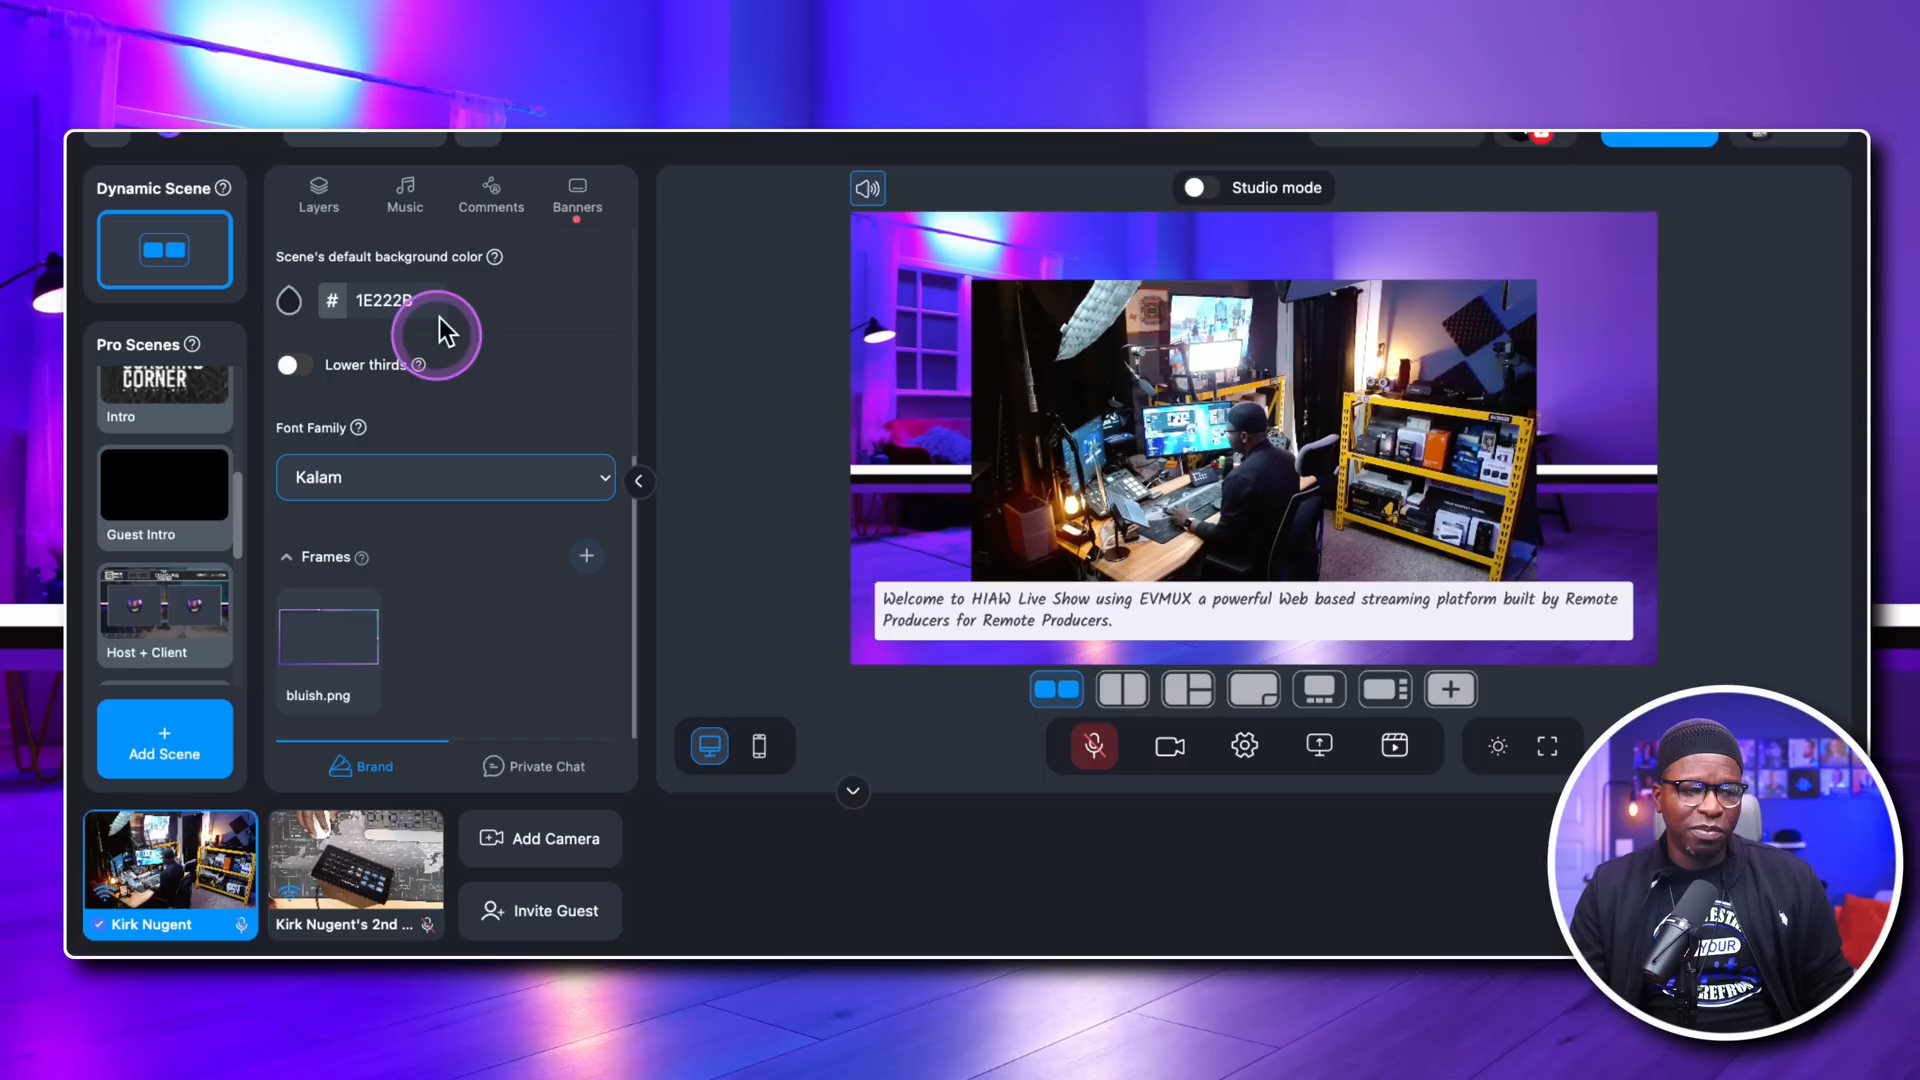 Dynamic Scene
Layers
Music
Comments
Banners
Studio mode
Scene's default background color
# 1E222B
Lower thirds
Pro Scenes
CORNER
Intro
Guest Intro
Host + Client
+
Add Scene
Font Family
Kalam
Frames
+
bluish.png
Brand
Private Chat
Welcome to HIAW Live Show using EVMUX a powerful Web based streaming platform built by Remote
Producers for Remote Producers.
Kirk Nugent
Kirk Nugent's 2nd ...
Add Camera
Invite Guest
YOUR